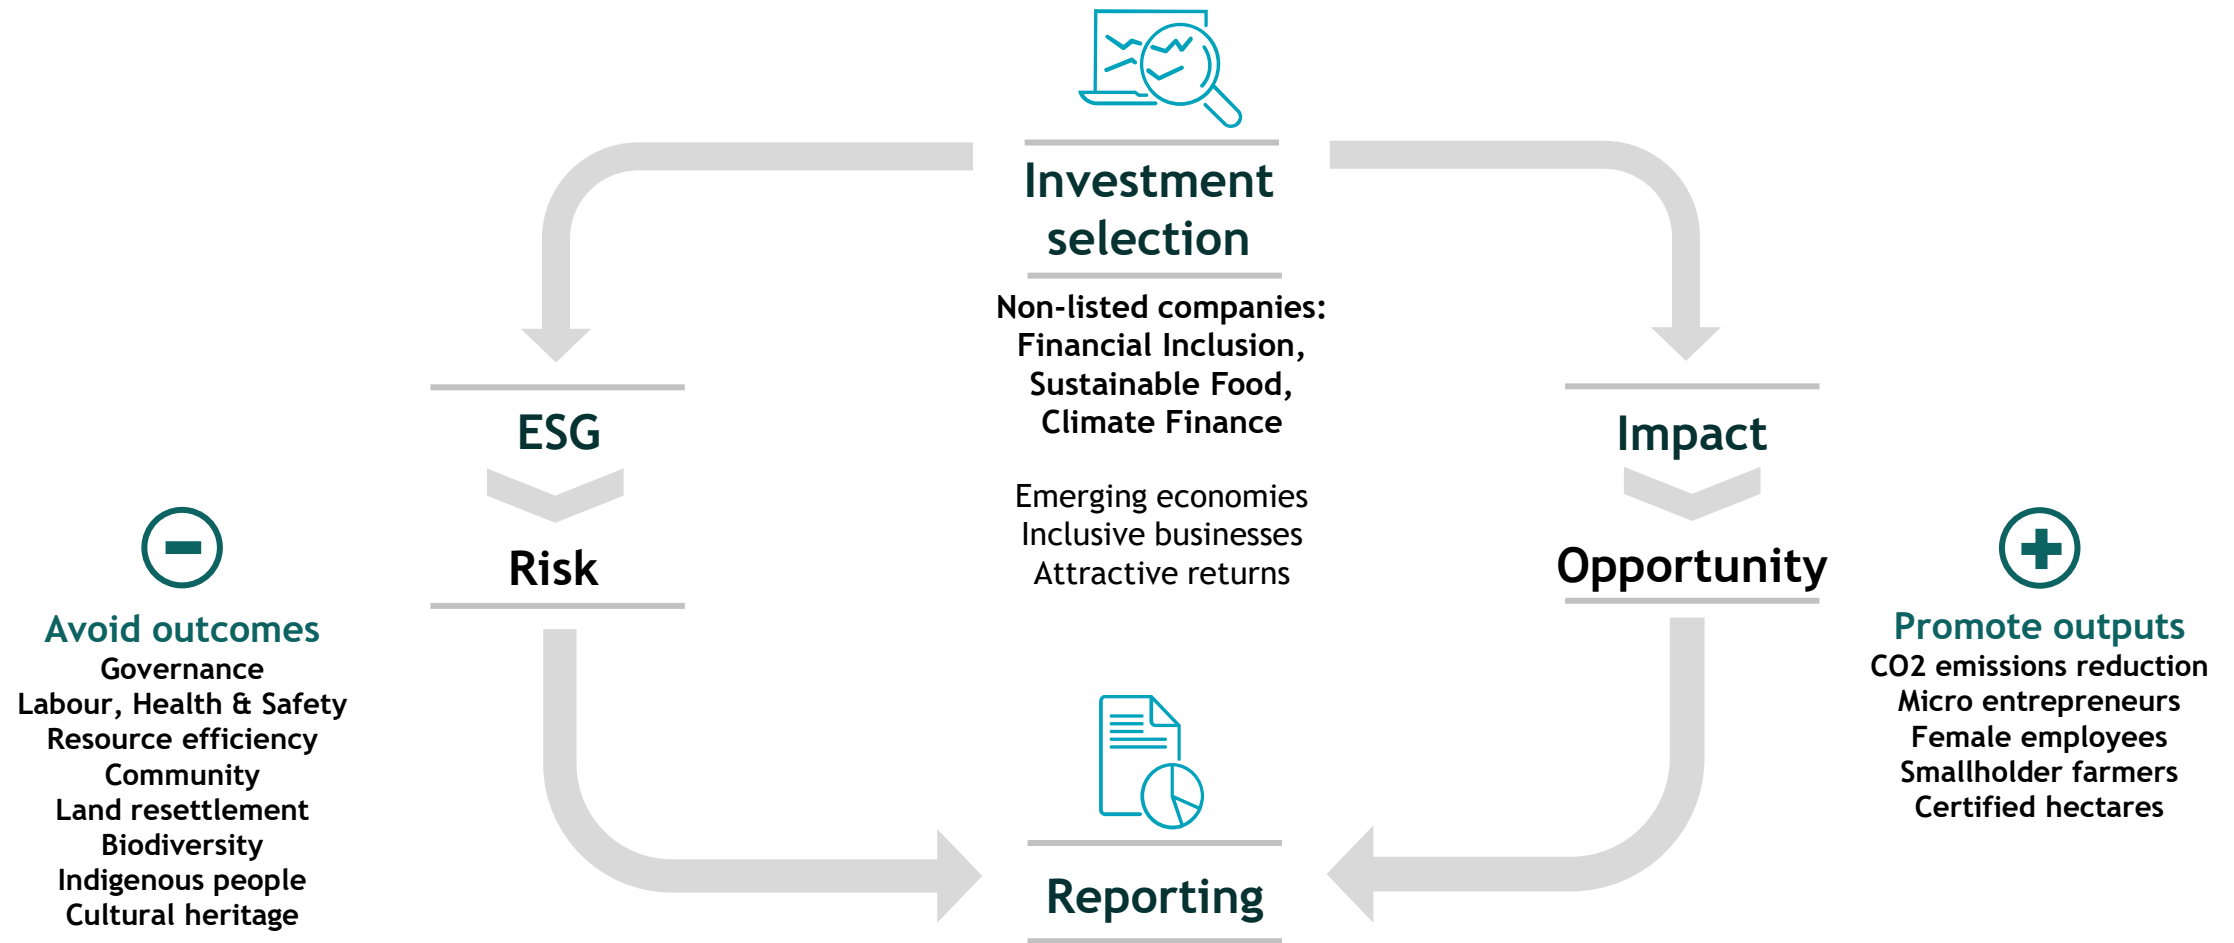 Investment
selection
Non-listed companies:
Financial Inclusion,
Sustainable Food,
Climate Finance
Emerging economies
Inclusive businesses
Attractive returns
ESG
Risk
Avoid outcomes
Governance
Labour, Health & Safety
Resource efficiency
Community
Land resettlement
Biodiversity
Indigenous people
Cultural heritage
Impact
Opportunity
Promote outputs
CO2 emissions reduction
Micro entrepreneurs
Female employees
Smallholder farmers
Certified hectares
Reporting